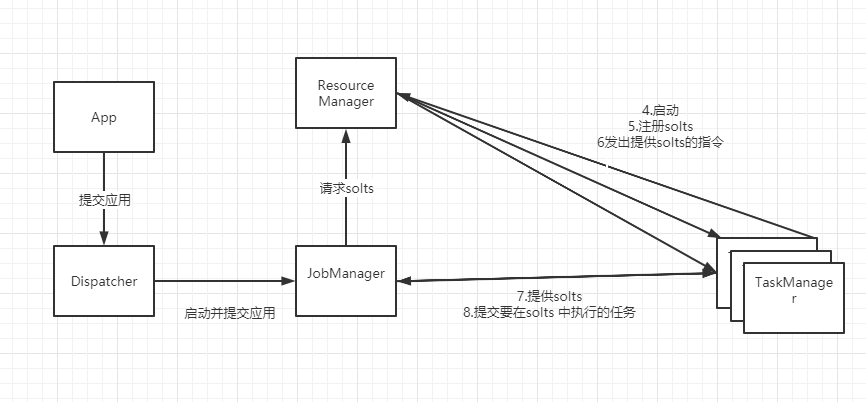 Resource
Manager
App
4.启动
5.注册solts
6发出提供solts的指令
提交应用
请求solts
Dispatcher
JobManager
TaskManage
r
启动并提交应用
7.提供solts
8.提交要在solts 中执行的任务